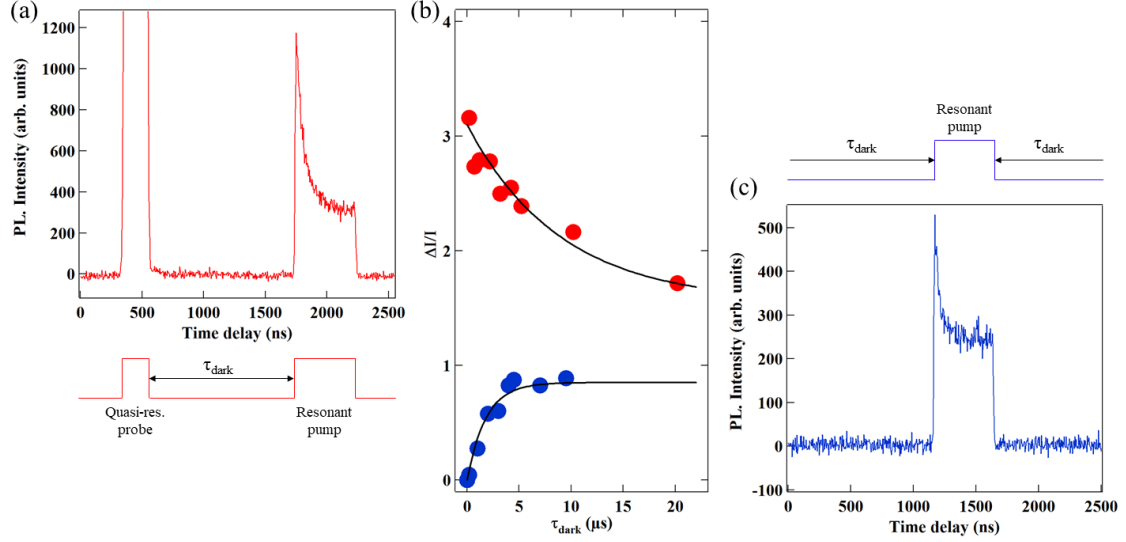 (a)
1200
1000
800
600
400
200
0
PL. Intensity (arb. units)
0 500 1000 1500 2000 2500
Time delay (ns)
τdark
Quasi-res.
probe
Resonant
pump
(b)
4
3
2
1
0
ΔI/I
0 5 10 15 20
τdark (μs)
Resonant
pump
τdark τdark
(c)
500
400
300
200
100
0
-100
PL. Intensity (arb. units)
0 500 1000 1500 2000 2500
Time delay (ns)